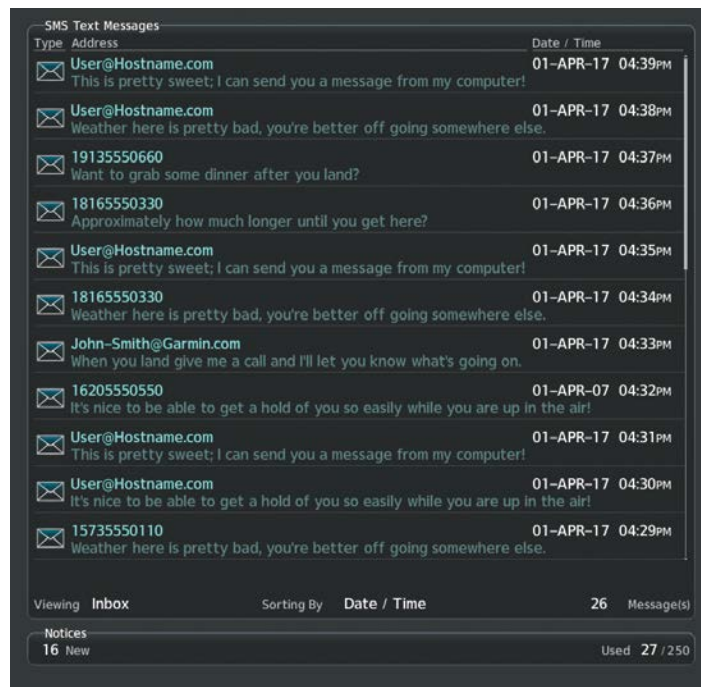 SMS Text Messages
Type Address Date / Time
User@Hostname.com 01-APR-17 04:39PM
This is pretty sweet; I can send you a message from my computer!
User@Hostname.com 01-APR-17 04:38PM
Weather here is pretty bad, you're better off going somewhere else.
19135550660 01-APR-17 04:37PM
Want to grab some dinner after you land?
18165550330 01-APR-17 04:36PM
Approximately how much longer until you get here?
User@Hostname.com 01-APR-17 04:35PM
This is pretty sweet; I can send you a message from my computer!
18165550330 01-APR-17 04:34PM
Weather here is pretty bad, you're better off going somewhere else.
John-Smith@Garmin.com 01-APR-17 04:33PM
When you land give me a call and I'll let you know what's going on.
16205550550 01-APR-07 04:32PM
It's nice to be able to get a hold of you so easily while you are up in the air!
User@Hostname.com 01-APR-17 04:31PM
This is pretty sweet; I can send you a message from my computer!
User@Hostname.com 01-APR-17 04:30PM
It's nice to be able to get a hold of you so easily while you are up in the air!
15735550110 01-APR-17 04:29PM
Weather here is pretty bad, you're better off going somewhere else.
Viewing Inbox Sorting By Date / Time 26 Message(s)
Notices
16 New Used 27 / 250